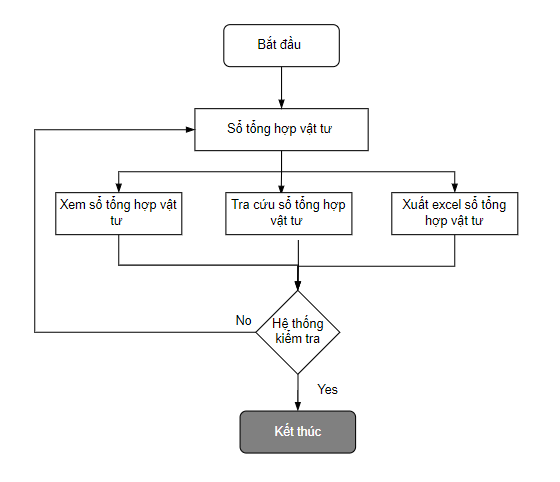 Bắt đầu
Sổ tổng hợp vật tư
Xem sổ tổng hợp vật
tư
Tra cứu sổ tổng hợp
vật tư
Xuất excel sổ tổng
hợp vật tư
Hệ thống
kiểm tra
No
Yes
Kết thúc